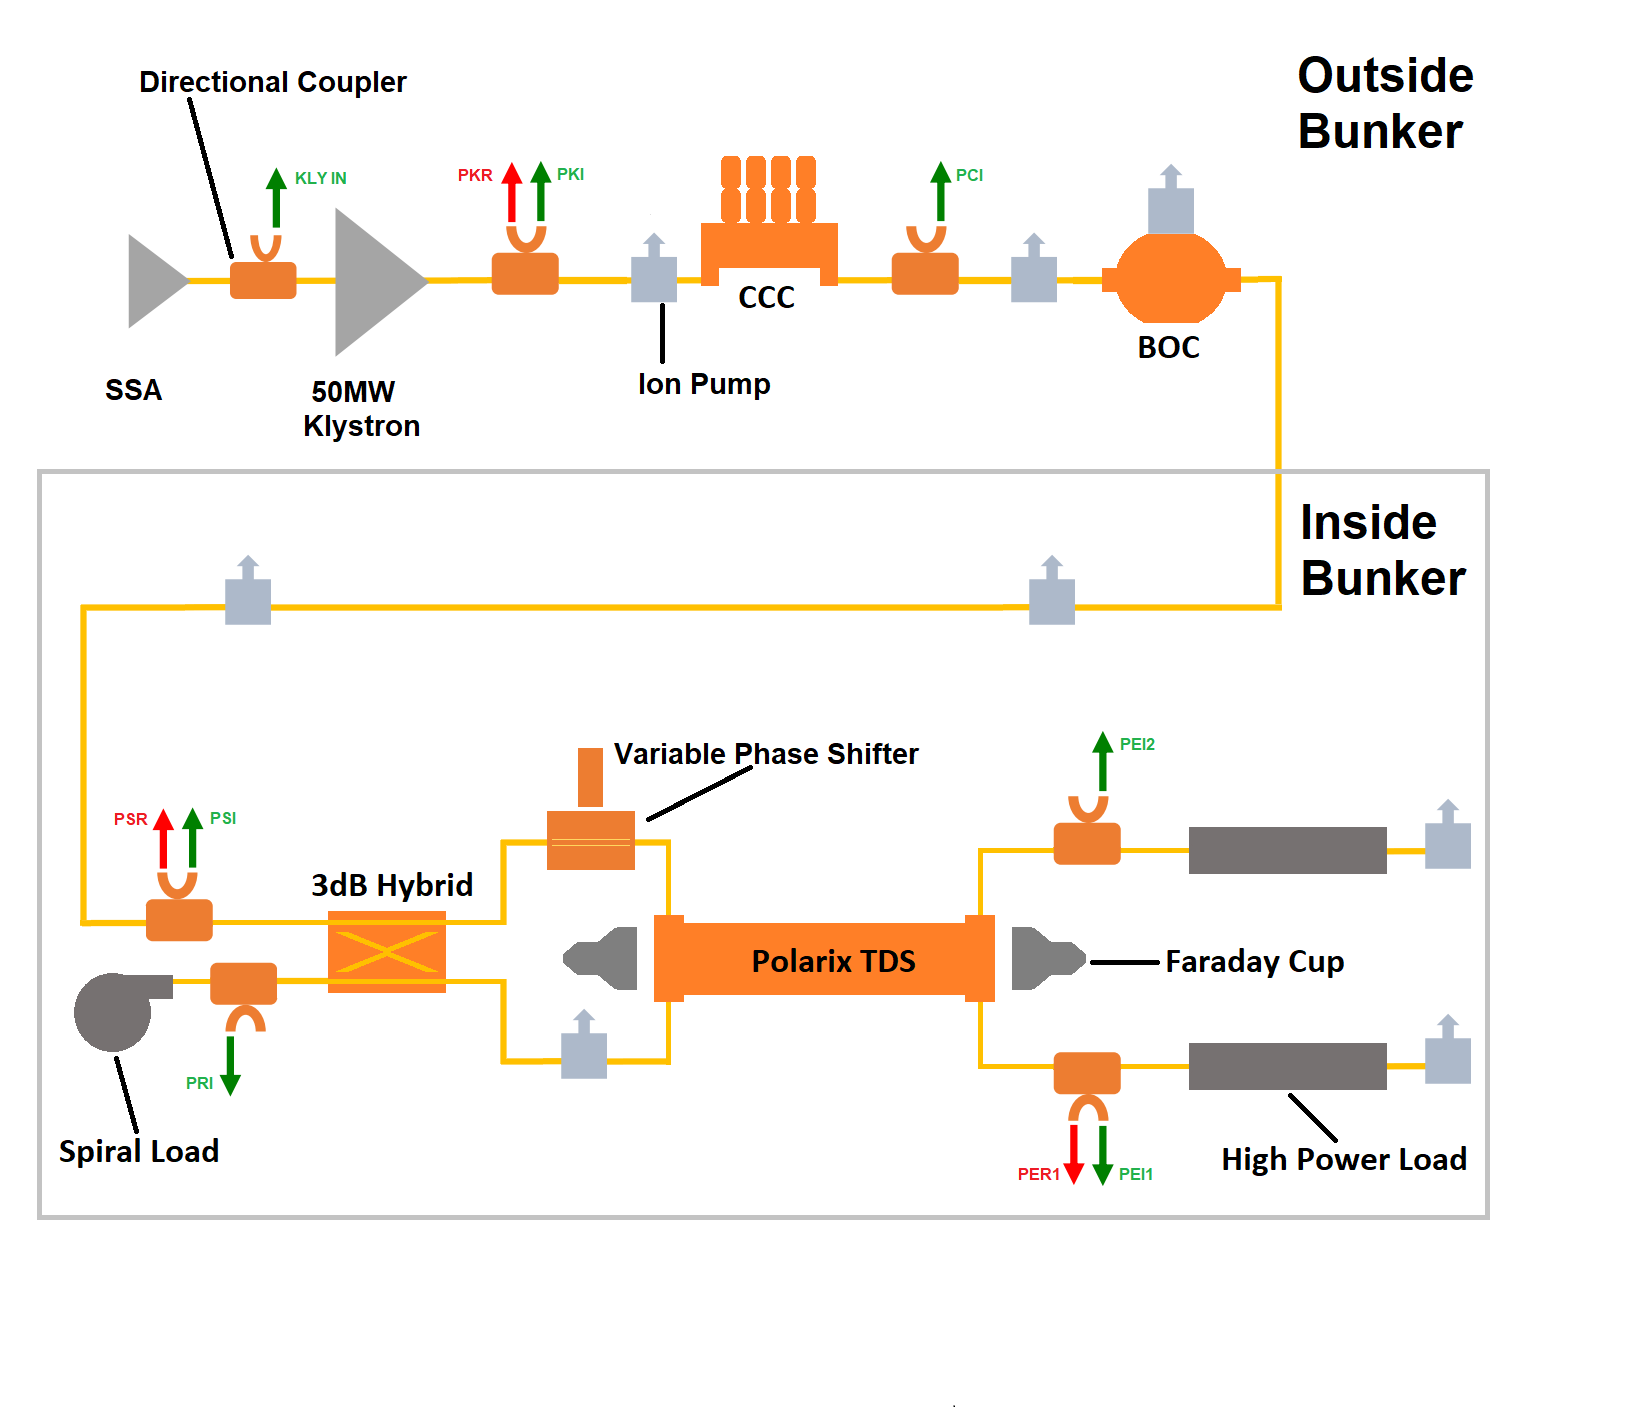 Outside
Bunker
Directional Coupler
KLY IN
PKR
PKI
PCI
CCC
BOC
SSA
50MW
Klystron
Ion Pump
Inside
Bunker
Variable Phase Shifter
PEI2
PSR
PSI
3dB Hybrid
Polarix TDS
Faraday Cup
PRI
Spiral Load
PER1
PEI1
High Power Load